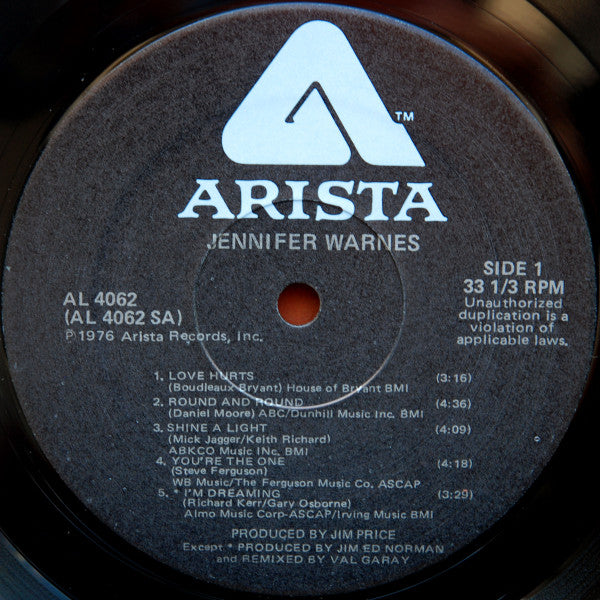 TM
ARISTA
JENNIFER WARNES
SIDE 1
33 1/3 RPM
Unauthorized
duplication is a
violation of
applicable laws.
AL 4062
(AL 4062 SA)
Ⓟ1976 Arista Records, Inc.
1. LOVE HURTS (3:16)
(Boudleaux Bryant) House of Bryant BMI
2. ROUND AND ROUND (4:36)
(Daniel Moore) ABC/Dunhill Music Inc. BMI
3. SHINE A LIGHT (4:09)
(Mick Jagger/Keith Richard)
ABKCO Music INc. BMI
4. YOU'RE THE ONE (4:18)
(Steve Ferguson)
WB Music/The Ferguson Music Co. ASCAP
5. * I'M DREAMING (3:29)
(Richard Kerr/Gary Osborne)
Almo Music Corp-ASCAP/Irving Music BMI
PRODUCED BY JIM PRICE
Except * PRODUCED BY JIM ED NORMAN
and REMIXED BY VAL GARAY